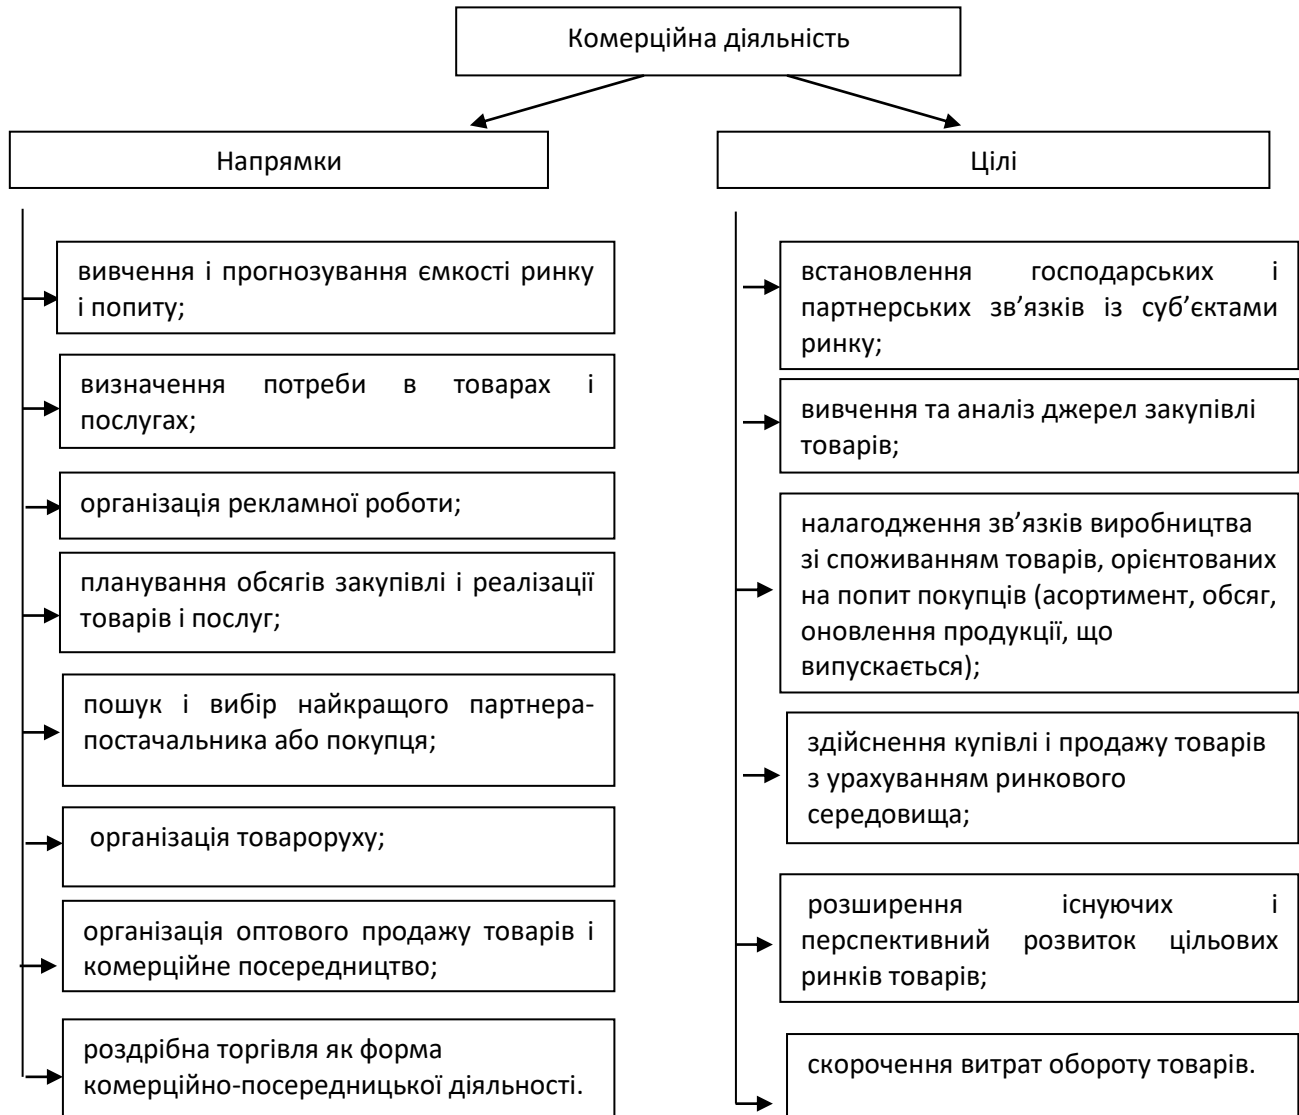 Комерційна діяльність
Напрямки
вивчення і прогнозування ємкості ринку
і попиту;
визначення потреби в товарах і
послугах;
організація рекламної роботи;
планування обсягів закупівлі і реалізації
товарів і послуг;
пошук і вибір найкращого партнера-
постачальника або покупця;
організація товароруху;
організація оптового продажу товарів і
комерційне посередництво;
роздрібна торгівля як форма
комерційно-посередницької діяльності.
Цілі
встановлення господарських і
партнерських зв’язків із суб’єктами
ринку;
вивчення та аналіз джерел закупівлі
товарів;
налагодження зв’язків виробництва
зі споживанням товарів, орієнтованих
на попит покупців (асортимент, обсяг,
оновлення продукції, що
випускається);
здійснення купівлі і продажу товарів
з урахуванням ринкового
середовища;
розширення існуючих і
перспективний розвиток цільових
ринків товарів;
скорочення витрат обороту товарів.